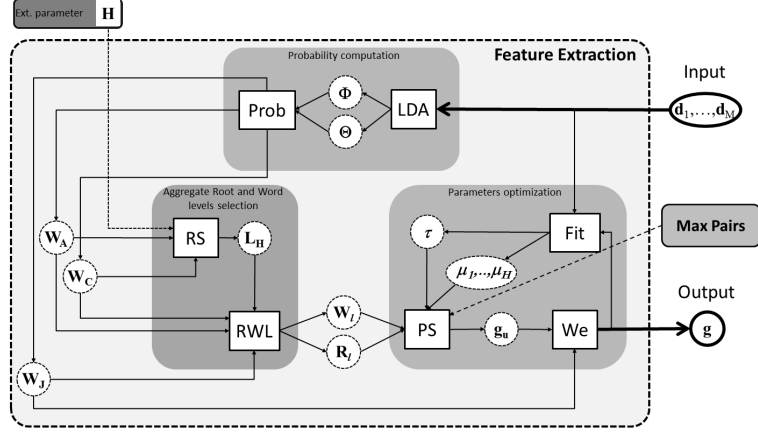 Ext. parameter H
Probability computation
Feature Extraction
Input
Prob
Φ
Θ
LDA
d1,…,dM
Aggregate Root and Word
levels selection
Parameters optimization
WA
RS
LH
τ
Fit
Max Pairs
WC
μ1,..,μH
Output
RWL
Wl
Rl
PS
gu
We
g
WJ